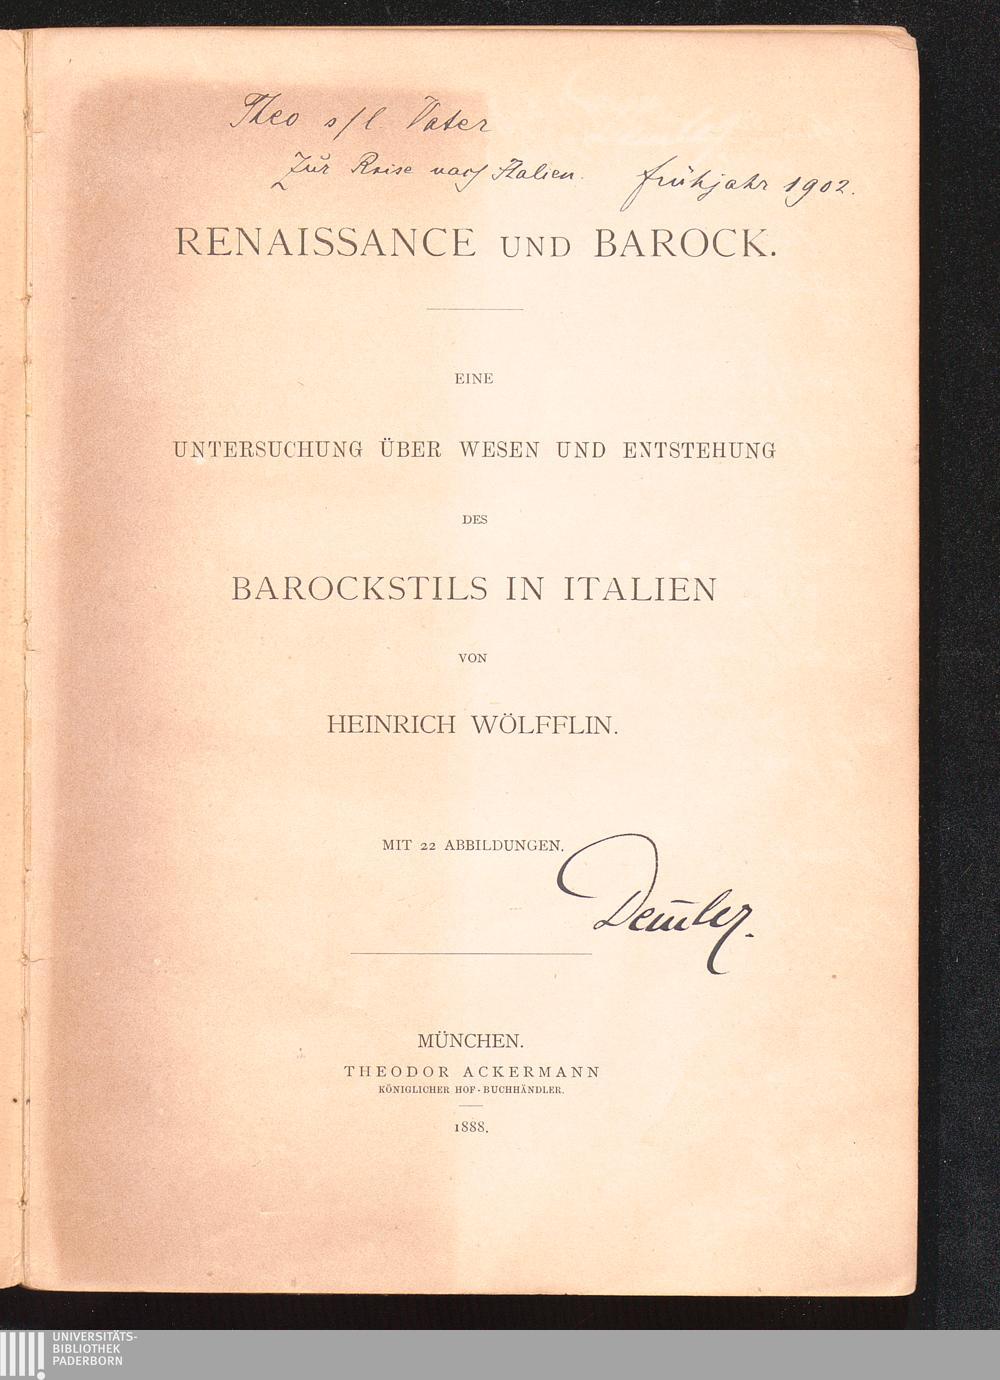 Theo s/l. Vater
Zur Reise nach Italien. Frühjahr 1902.
RENAISSANCE UND BAROCK.
EINE
UNTERSUCHUNG ÜBER WESEN UND ENTSTEHUNG
DES
BAROCKSTILS IN ITALIEN
VON
HEINRICH WÖLFFLIN.
MIT 22 ABBILDUNGEN.
MÜNCHEN.
THEODOR ACKERMANN
KÖNIGLICHER HOF-BUCHHÄNDLER.
1888.
UNIVERSITÄTS-
BIBLIOTHEK
PADERBORN